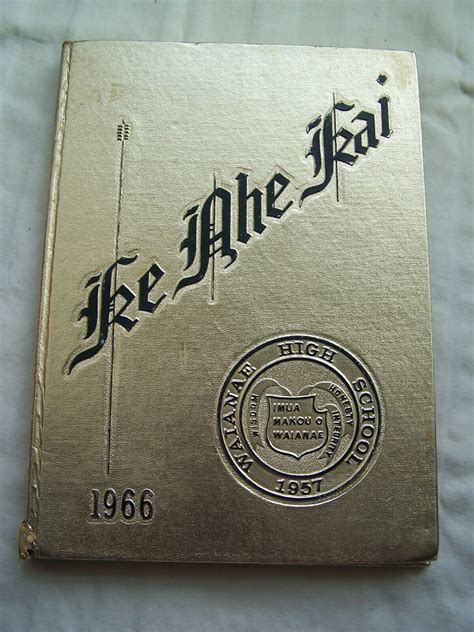 Ke Ahe Kai
WAIANAE HIGH SCHOOL
WISDOM
HONESTY
INTEGRITY
IMUA
MAKOU O
WAIANAE
1957
1966